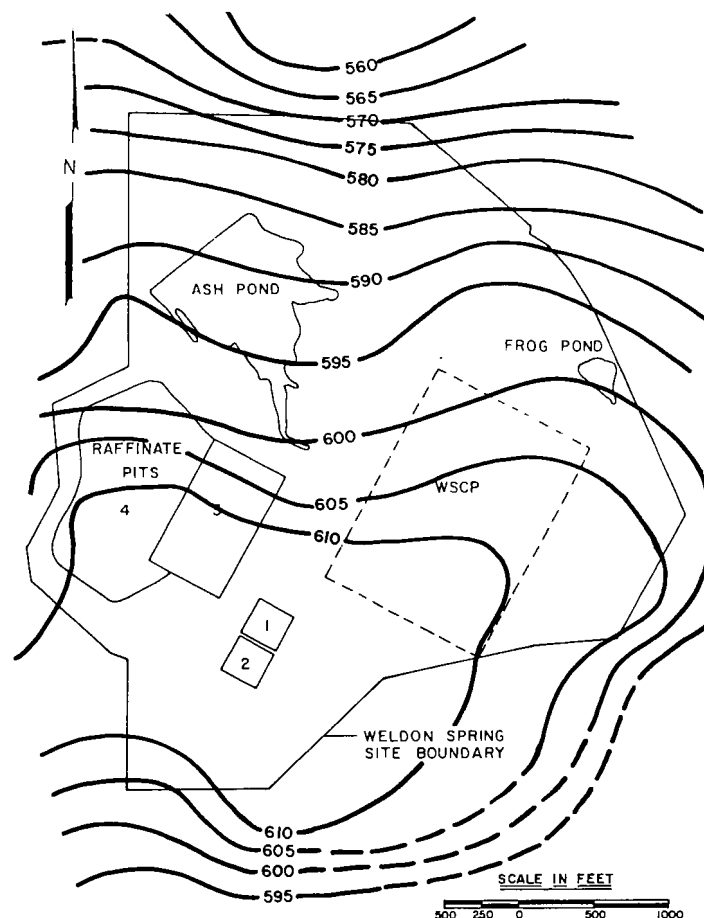 560
565
570
575
N
580
585
590
ASH POND
595
FROG POND
600
RAFFINATE
PITS
605
WSCP
4
3
610
1
2
WELDON SPRING
SITE BOUNDARY
610
605
600
595
SCALE IN FEET
500 250 0 500 1000